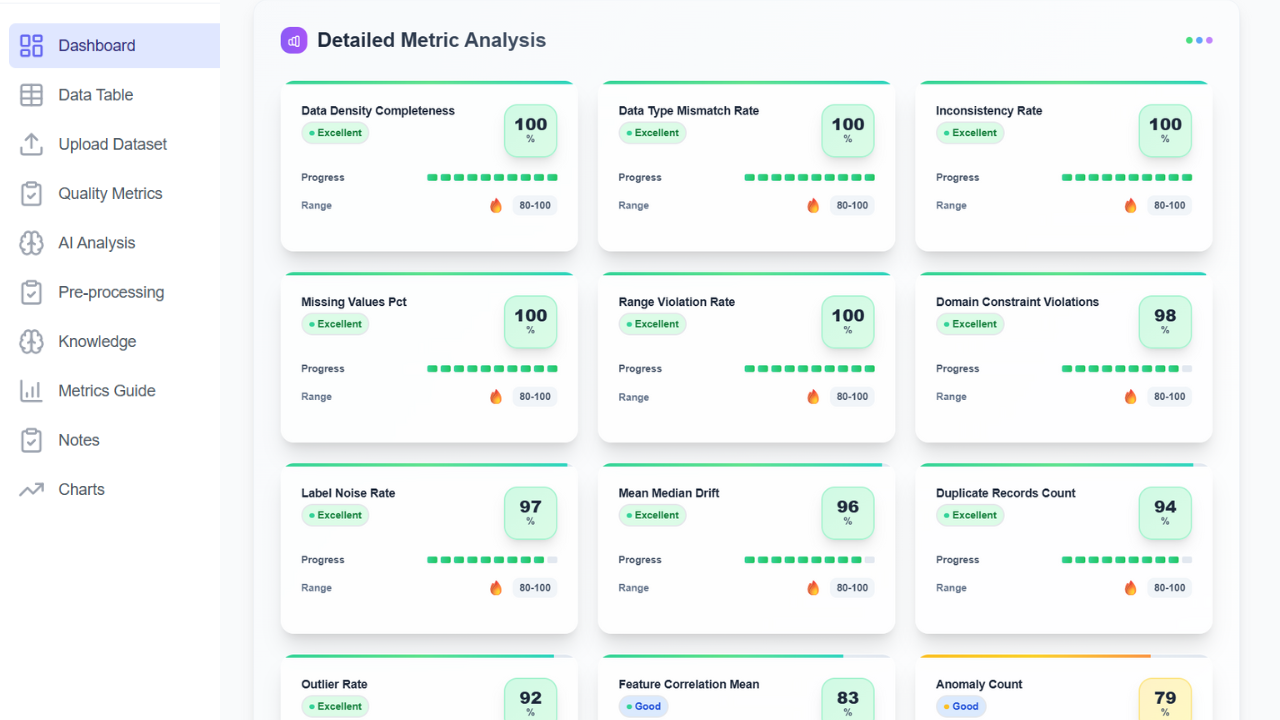 Dashboard
Data Table
Upload Dataset
Quality Metrics
AI Analysis
Pre-processing
Knowledge
Metrics Guide
Notes
Charts
Detailed Metric Analysis
Data Density Completeness
Excellent
100
%
Progress
Range
80-100
Data Type Mismatch Rate
Excellent
100
%
Progress
Range
80-100
Inconsistency Rate
Excellent
100
%
Progress
Range
80-100
Missing Values Pct
Excellent
100
%
Progress
Range
80-100
Range Violation Rate
Excellent
100
%
Progress
Range
80-100
Domain Constraint Violations
Excellent
98
%
Progress
Range
80-100
Label Noise Rate
Excellent
97
%
Progress
Range
80-100
Mean Median Drift
Excellent
96
%
Progress
Range
80-100
Duplicate Records Count
Excellent
94
%
Progress
Range
80-100
Outlier Rate
Excellent
92
%
Feature Correlation Mean
Good
83
%
Anomaly Count
Good
79
%